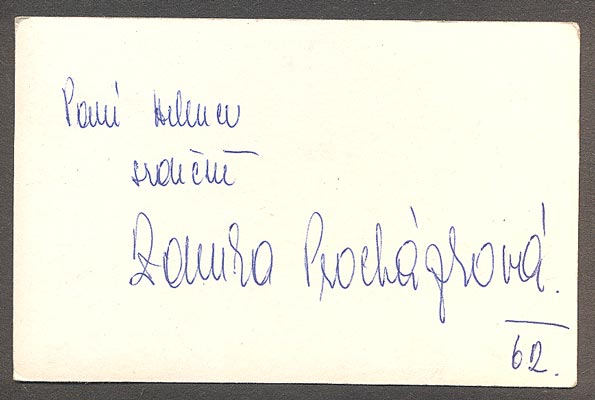 Paní Helence
srdečně
Zdenka Procházková.
62.